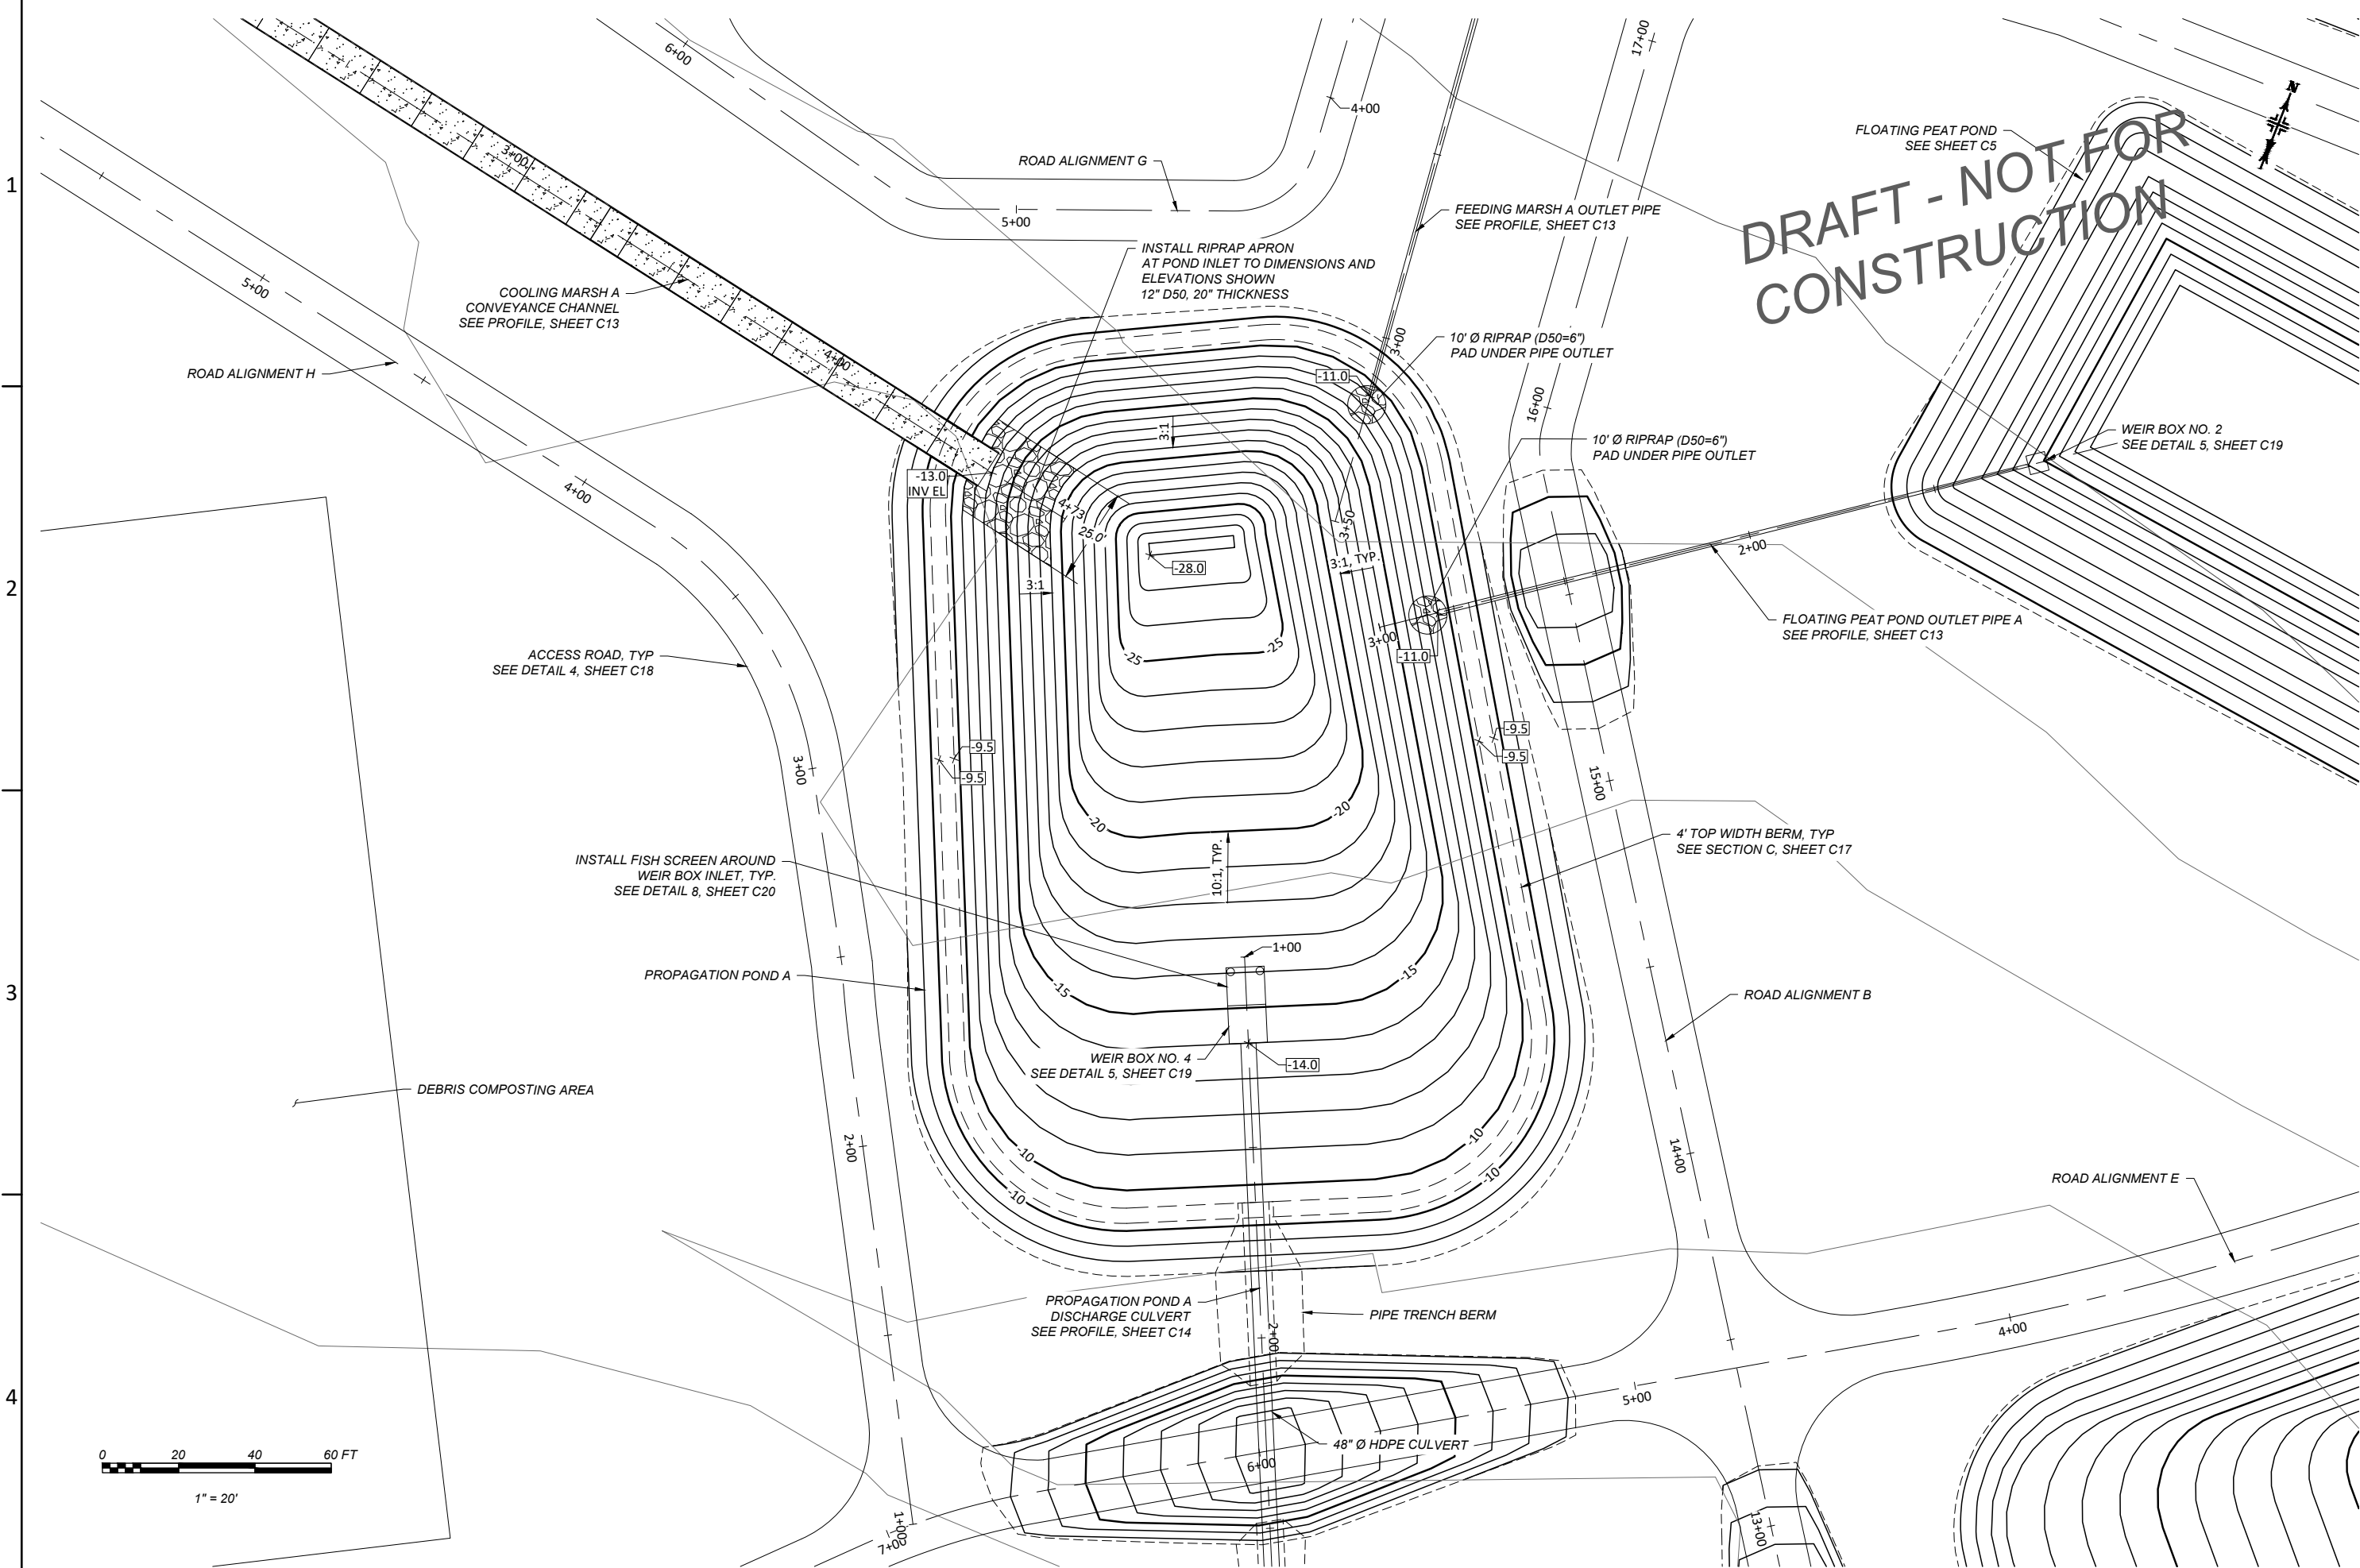 6+00
17+00
4+00
N
FLOATING PEAT POND
SEE SHEET C5
DRAFT - NOT FOR
CONSTRUCTION
3+00
ROAD ALIGNMENT G
5+00
FEEDING MARSH A OUTLET PIPE
SEE PROFILE, SHEET C13
1
INSTALL RIPRAP APRON
AT POND INLET TO DIMENSIONS AND
ELEVATIONS SHOWN
12" D50, 20" THICKNESS
5+00
COOLING MARSH A
CONVEYANCE CHANNEL
SEE PROFILE, SHEET C13
3+00
10' Ø RIPRAP (D50=6")
PAD UNDER PIPE OUTLET
4+00
ROAD ALIGNMENT H
-11.0
16+00
3:1
10' Ø RIPRAP (D50=6")
PAD UNDER PIPE OUTLET
WEIR BOX NO. 2
SEE DETAIL 5, SHEET C19
-13.0
INV EL
4+00
4+73
25.0'
3+50
2+00
3:1, TYP.
-28.0
3:1
2
FLOATING PEAT POND OUTLET PIPE A
SEE PROFILE, SHEET C13
3+00
-11.0
-25
-25
ACCESS ROAD, TYP
SEE DETAIL 4, SHEET C18
-9.5
-9.5
-9.5
-9.5
3+00
15+00
-20
-20
4' TOP WIDTH BERM, TYP
SEE SECTION C, SHEET C17
10:1, TYP.
INSTALL FISH SCREEN AROUND
WEIR BOX INLET, TYP.
SEE DETAIL 8, SHEET C20
1+00
PROPAGATION POND A
-15
-15
3
ROAD ALIGNMENT B
WEIR BOX NO. 4
SEE DETAIL 5, SHEET C19
-14.0
DEBRIS COMPOSTING AREA
2+00
-10
-10
14+00
-10
-10
ROAD ALIGNMENT E
PROPAGATION POND A
DISCHARGE CULVERT
SEE PROFILE, SHEET C14
PIPE TRENCH BERM
2+00
4+00
4
5+00
48" Ø HDPE CULVERT
6+00
0 20 40 60 FT
1" = 20'
1+00
7+00
13+00